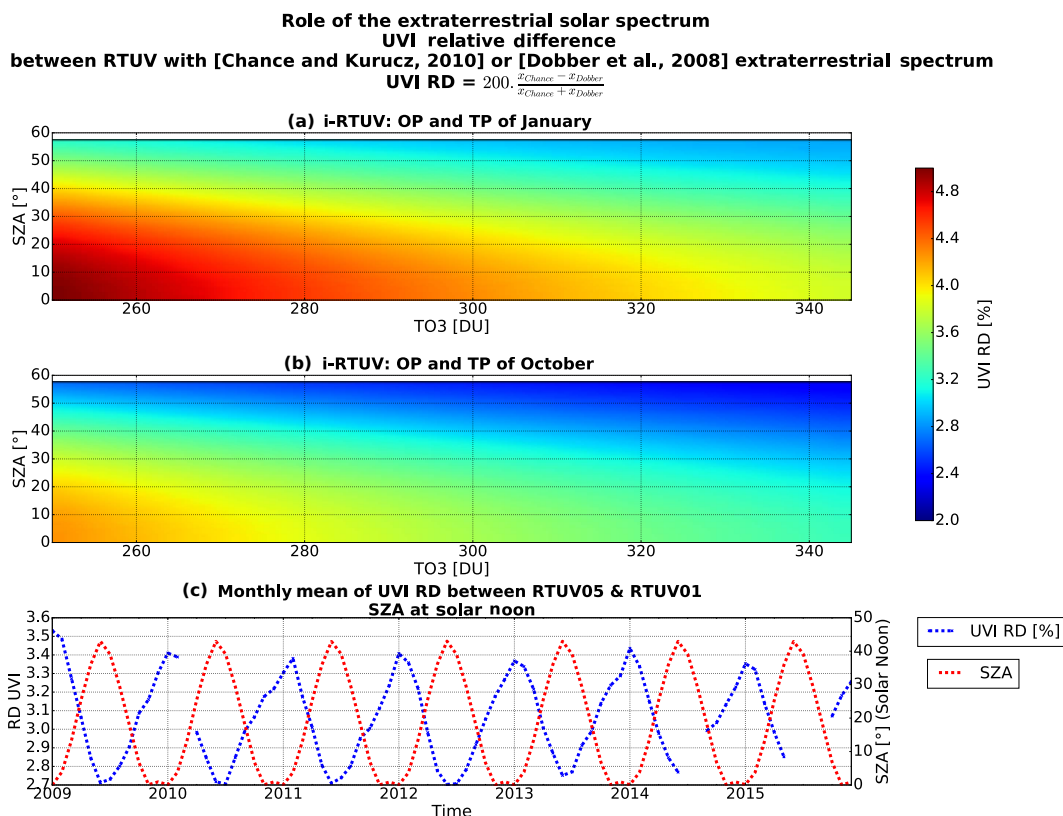 Role of the extraterrestrial solar spectrum
UVI relative difference
between RTUV with [Chance and Kurucz, 2010] or [Dobber et al., 2008] extraterrestrial spectrum
UVI RD = 200. x_Chance − x_Dobber / x_Chance + x_Dobber
(a) i-RTUV: OP and TP of January
60
50
40
30
20
10
0
SZA [°]
260 280 300 320 340
TO3 [DU]
(b) i-RTUV: OP and TP of October
60
50
40
30
20
10
0
SZA [°]
260 280 300 320 340
TO3 [DU]
4.8
4.4
4.0
3.6
3.2
2.8
2.4
2.0
UVI RD [%]
(c) Monthly mean of UVI RD between RTUV05 & RTUV01
SZA at solar noon
3.6
3.5
3.4
3.3
3.2
3.1
3.0
2.9
2.8
2.7
RD UVI
50
40
30
20
10
0
SZA [°] (Solar Noon)
2009 2010 2011 2012 2013 2014 2015
Time
UVI RD [%]
SZA